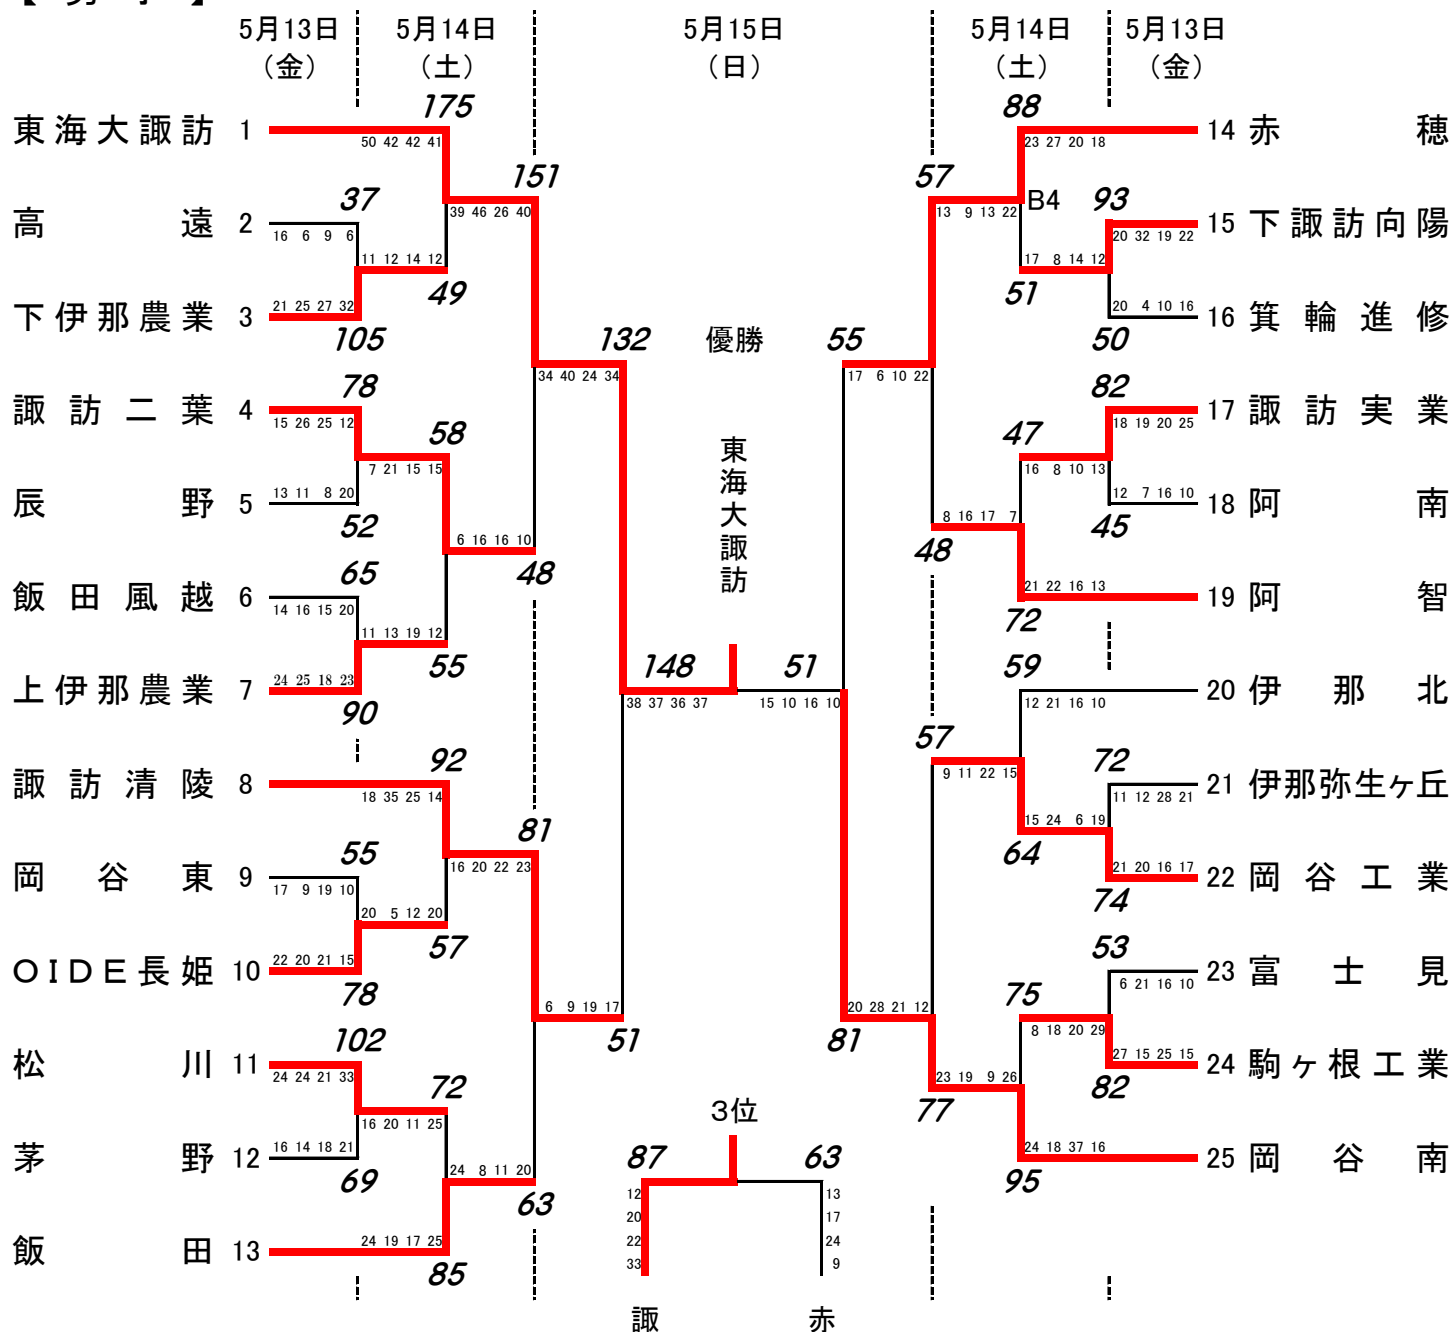 5月13日 5月14日 5月15日 5月14日 5月13日
(金) (土) (日) (土) (金)
175 88
東海大諏訪 1 14 赤穂
50 42 42 41 23 27 20 18
151 57
37 39 46 26 40 13 9 13 22 B4 93
高遠 2 15 下諏訪向陽
16 6 9 6 20 32 19 22
11 12 14 12 17 8 14 12
49 51
21 25 27 32 20 4 10 16
下伊那農業 3 16 箕輪進修
105 132 優勝 55 50
34 40 24 34 17 6 10 22
78 82
諏訪二葉 4 17 諏訪実業
15 26 25 12 18 19 20 25
58 47
7 21 15 15 16 8 10 13
東海大諏訪
13 11 8 20 12 7 16 10
辰野 5 18 阿南
52 45
8 16 17 7
6 16 16 10
48 48
65 21 22 16 13
飯田風越 6 19 阿智
14 16 15 20
72
11 13 19 12
55 148 51 59
24 25 18 23
上伊那農業 7 20 伊那北
38 37 36 37 15 10 16 10 12 21 16 10
90
57
92 9 11 22 15 72
諏訪清陵 8 21 伊那弥生ヶ丘
18 35 25 14 11 12 28 21
81 15 24 6 19
55 16 20 22 23 64
21 20 16 17
岡谷東 9 22 岡谷工業
17 9 19 10 74
20 5 12 20
57 53
22 20 21 15
OIDE長姫 10 23 富士見
6 21 16 10
78 75
6 9 19 17 20 28 21 12
8 18 20 29
102 51 81
27 15 25 15
松川 11 24 駒ヶ根工業
24 24 21 33
72 23 19 9 26 82
16 20 11 25 3位 77
16 14 18 21 24 18 37 16
茅野 12 25 岡谷南
69 24 8 11 20 87 63 95
63
12 13
20 17
24 19 17 25 22 24
飯田 13
33 9
85
諏 赤